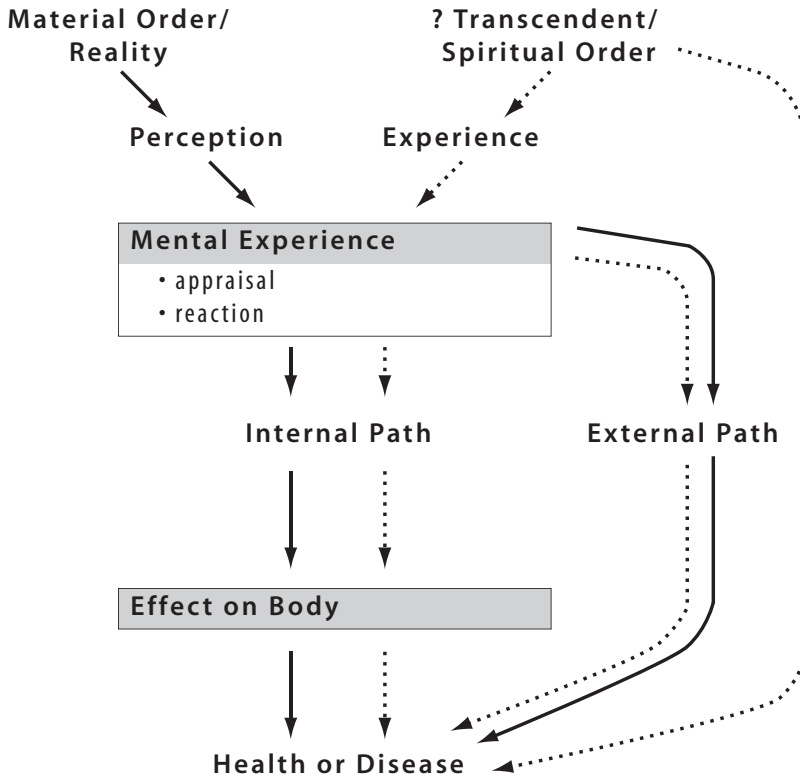 Material Order/
Reality
? Transcendent/
Spiritual Order
Perception
Experience
Mental Experience
• appraisal
• reaction
Internal Path
External Path
Effect on Body
Health or Disease